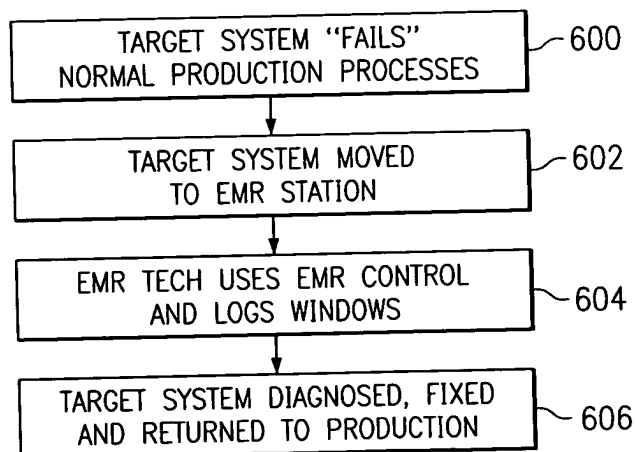 TARGET SYSTEM "FAILS"
NORMAL PRODUCTION PROCESSES
600
TARGET SYSTEM MOVED
TO EMR STATION
602
EMR TECH USES EMR CONTROL
AND LOGS WINDOWS
604
TARGET SYSTEM DIAGNOSED, FIXED
AND RETURNED TO PRODUCTION
606